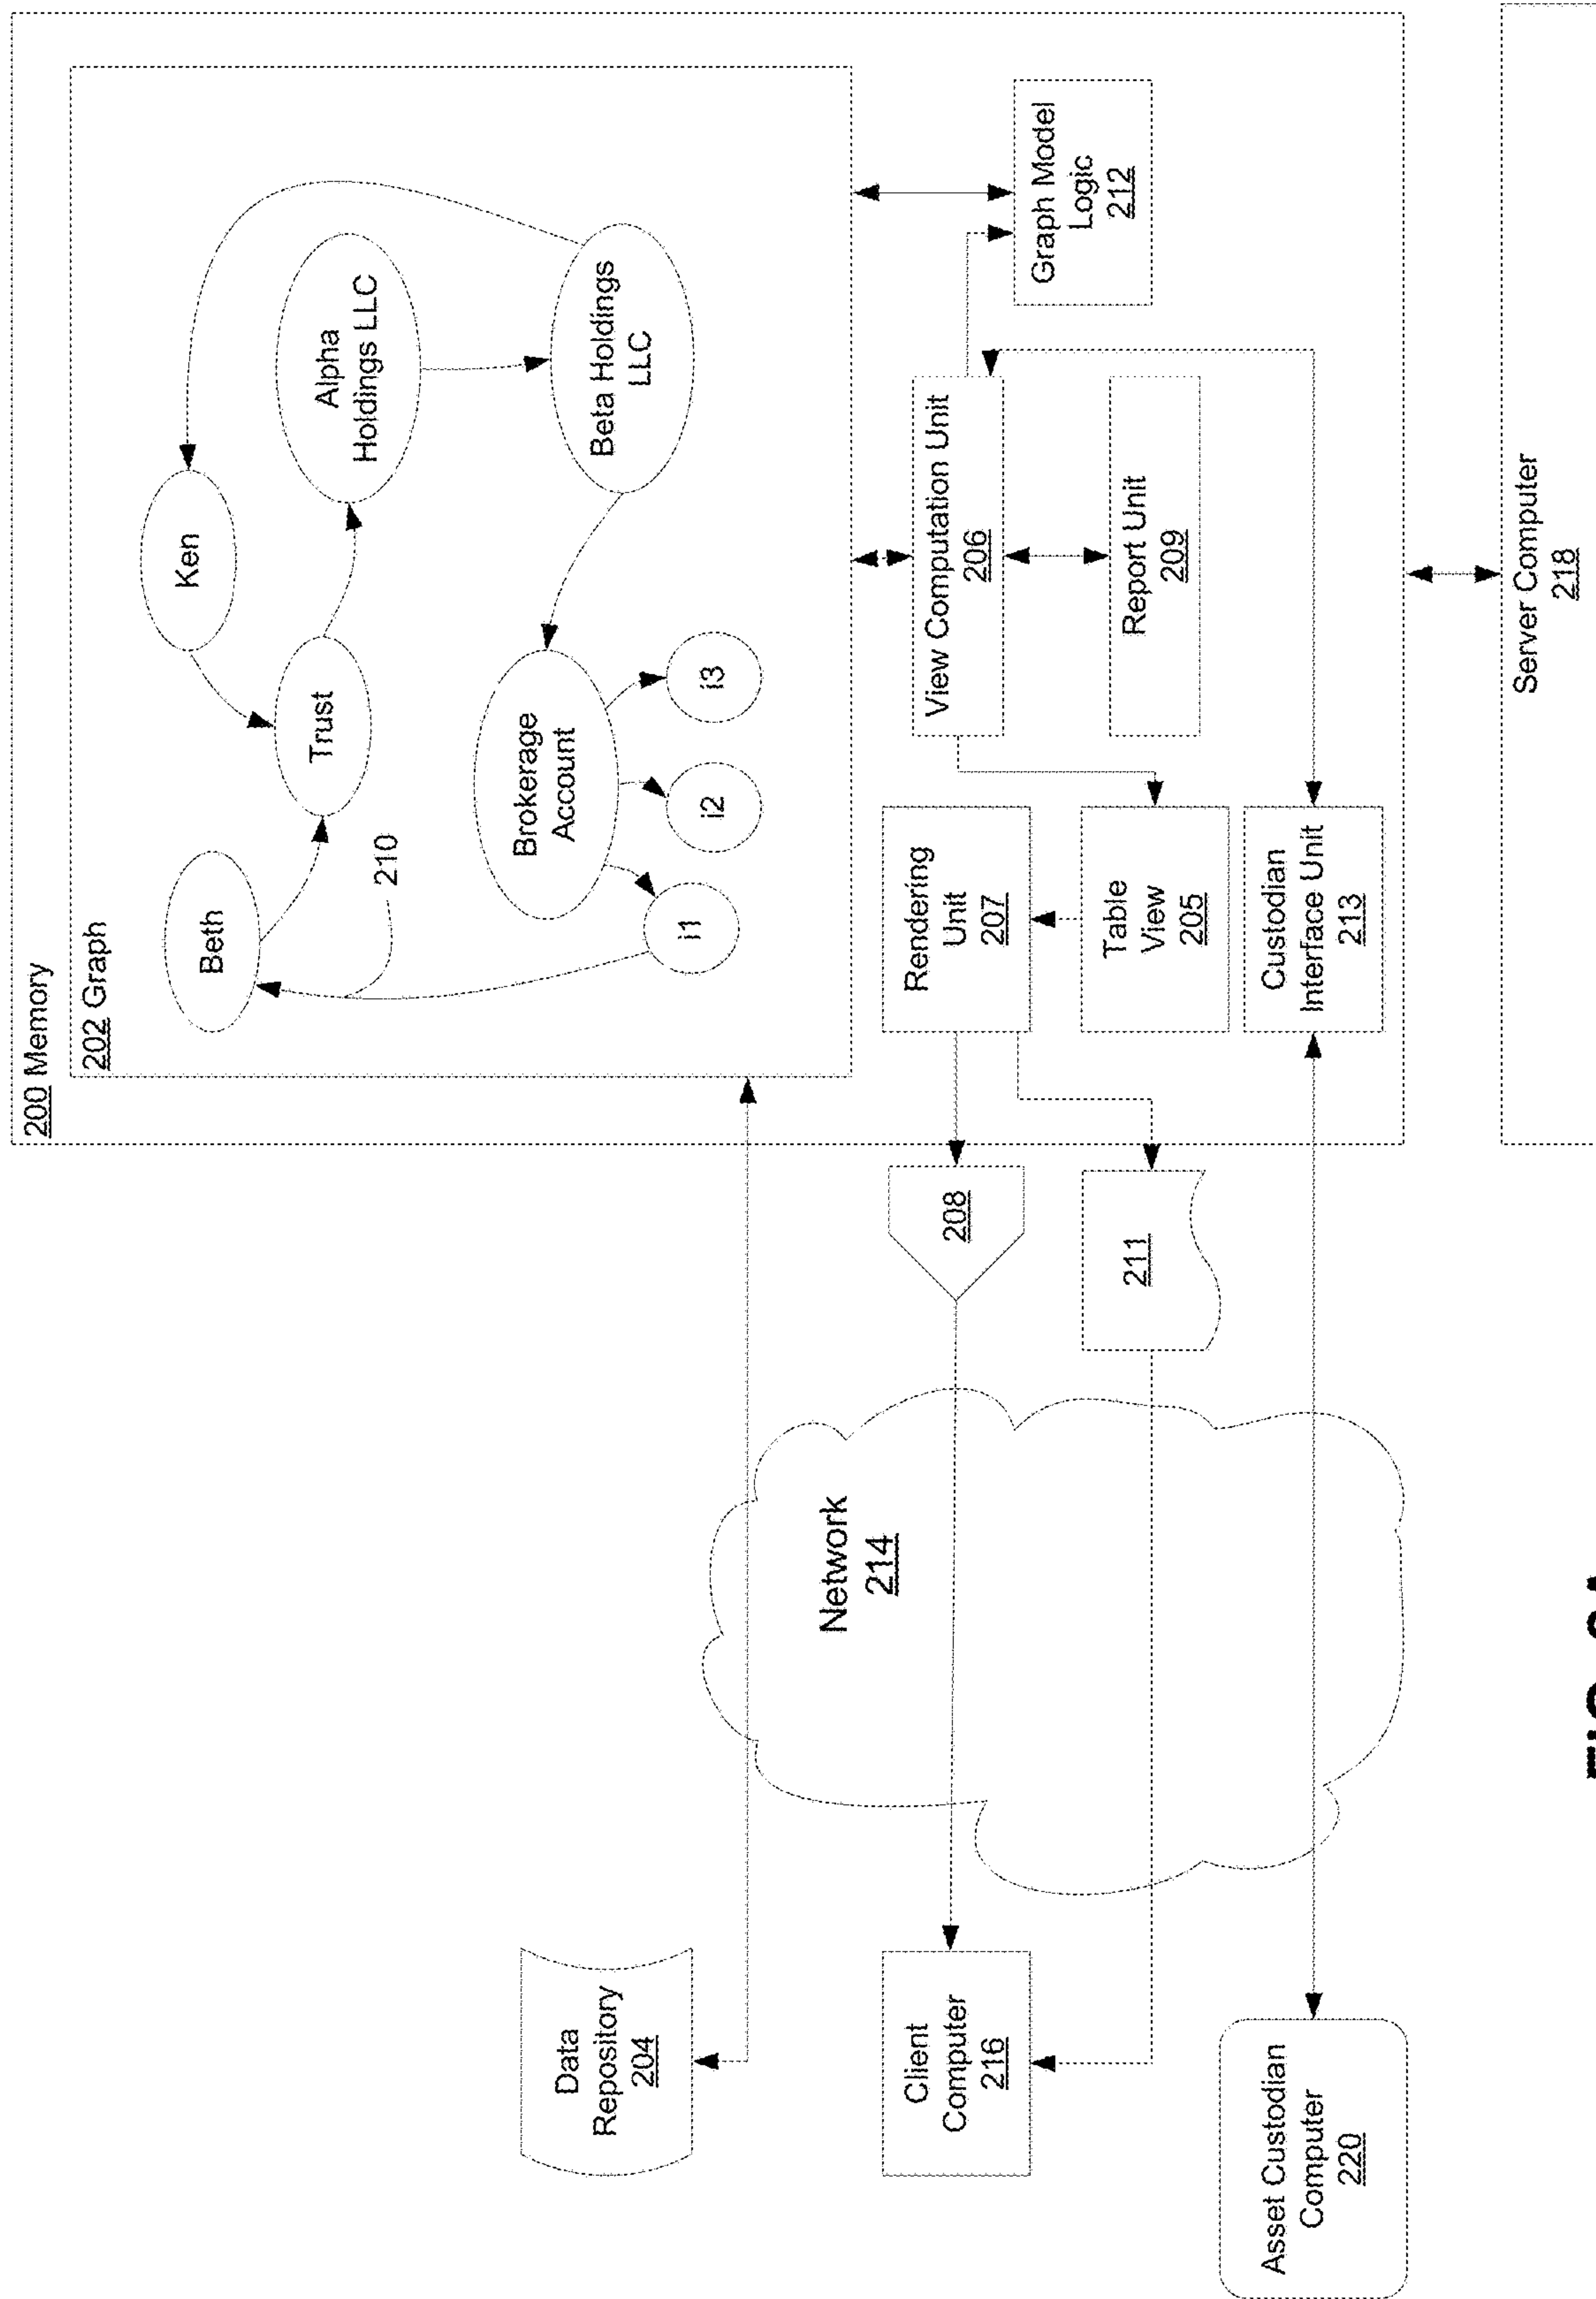 200 Memory
202 Graph
Beth
Ken
Trust
Alpha
Holdings LLC
210
Brokerage
Account
Beta Holdings
LLC
i1
i2
i3
Data
Repository
204
Network
214
Client
Computer
216
208
Rendering
Unit
207
View Computation Unit
206
Graph Model
Logic
212
211
Table
View
205
Report Unit
209
Asset Custodian
Computer
220
Custodian
Interface Unit
213
Server Computer
218